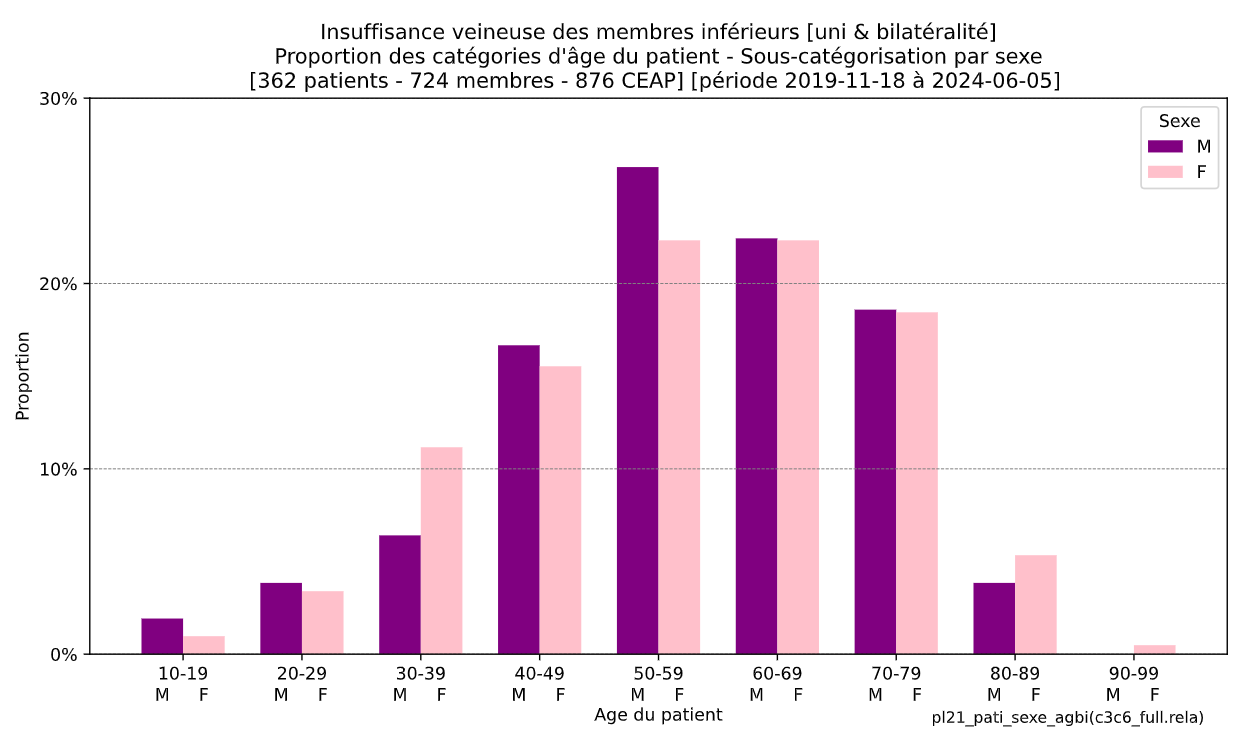 Insuffisance veineuse des membres inférieurs [uni & bilatéralité]
Proportion des catégories d'âge du patient - Sous-catégorisation par sexe
[362 patients - 724 membres - 876 CEAP] [période 2019-11-18 à 2024-06-05]
30%
20%
10%
0%
Proportion
Sexe
M
F
10-19 20-29 30-39 40-49 50-59 60-69 70-79 80-89 90-99
M F M F M F M F M F M F M F M F M F
Age du patient
pl21_pati_sexe_agbi(c3c6_full.rela)